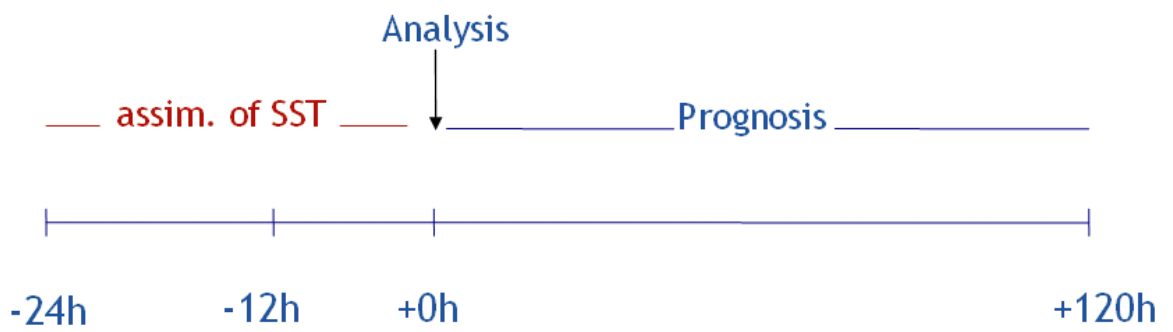 Analysis
assim. of SST
Prognosis
-24h
-12h
+0h
+120h